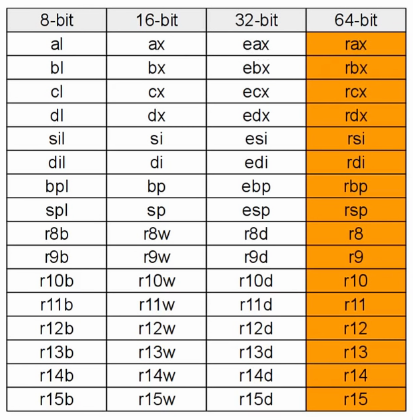 8-bit 16-bit 32-bit 64-bit
al ax eax rax
bl bx ebx rbx
cl cx ecx rcx
dl dx edx rdx
sil si esi rsi
dil di edi rdi
bpl bp ebp rbp
spl sp esp rsp
r8b r8w r8d r8
r9b r9w r9d r9
r10b r10w r10d r10
r11b r11w r11d r11
r12b r12w r12d r12
r13b r13w r13d r13
r14b r14w r14d r14
r15b r15w r15d r15